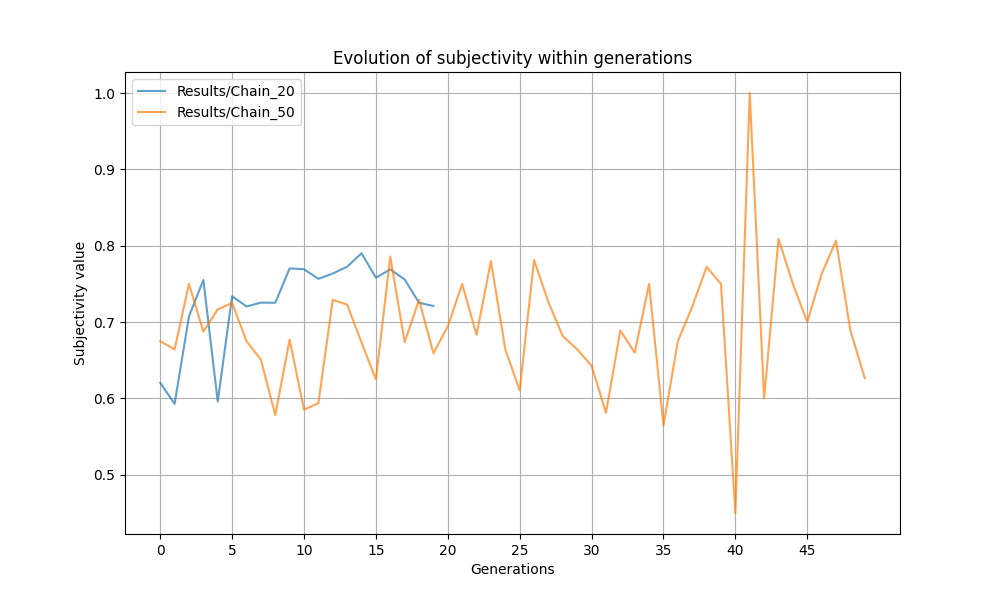 Evolution of subjectivity within generations
Results/Chain_20
Results/Chain_50
1.0
0.9
0.8
0.7
0.6
0.5
Subjectivity value
0 5 10 15 20 25 30 35 40 45
Generations